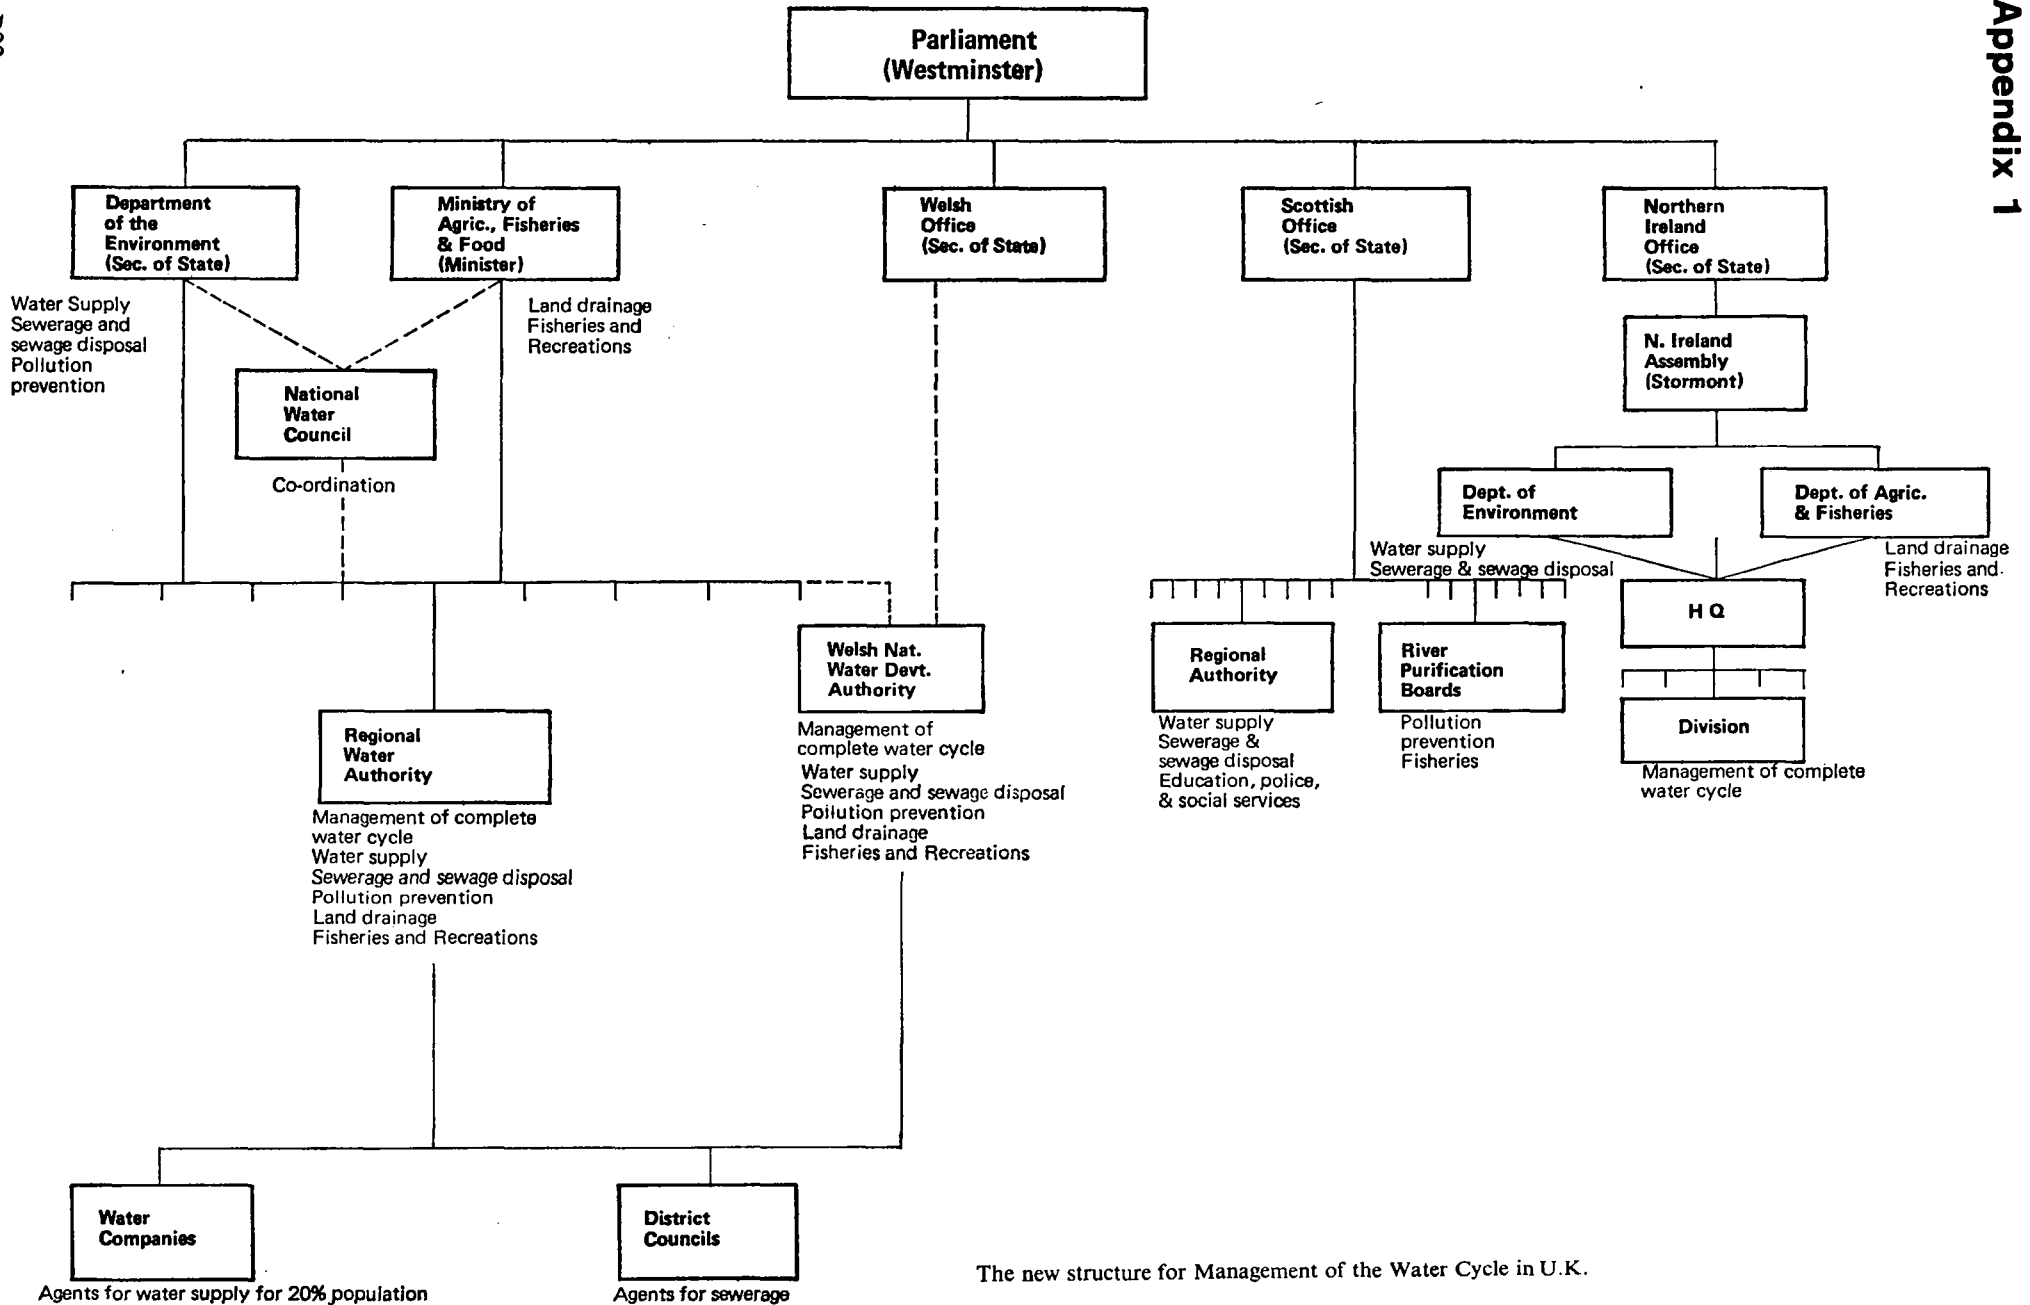 Appendix 1
Parliament
(Westminster)
Department
of the
Environment
(Sec. of State)
Ministry of
Agric., Fisheries
& Food
(Minister)
Welsh
Office
(Sec. of State)
Scottish
Office
(Sec. of State)
Northern
Ireland
Office
(Sec. of State)
Water Supply
Sewerage and
sewage disposal
Pollution
prevention
Land drainage
Fisheries and
Recreations
National
Water
Council
Co-ordination
N. Ireland
Assembly
(Stormont)
Dept. of
Environment
Dept. of Agric.
& Fisheries
Water supply
Sewerage & sewage disposal
Land drainage
Fisheries and
Recreations
H Q
Welsh Nat.
Water Devt.
Authority
Regional
Authority
River
Purification
Boards
Division
Management of complete
water cycle
Water supply
Sewerage &
sewage disposal
Education, police,
& social services
Pollution
prevention
Fisheries
Management of
complete water cycle
Water supply
Sewerage and sewage disposal
Pollution prevention
Land drainage
Fisheries and Recreations
Regional
Water
Authority
Management of complete
water cycle
Water supply
Sewerage and sewage disposal
Pollution prevention
Land drainage
Fisheries and Recreations
Water
Companies
Agents for water supply for 20% population
District
Councils
Agents for sewerage
The new structure for Management of the Water Cycle in U.K.